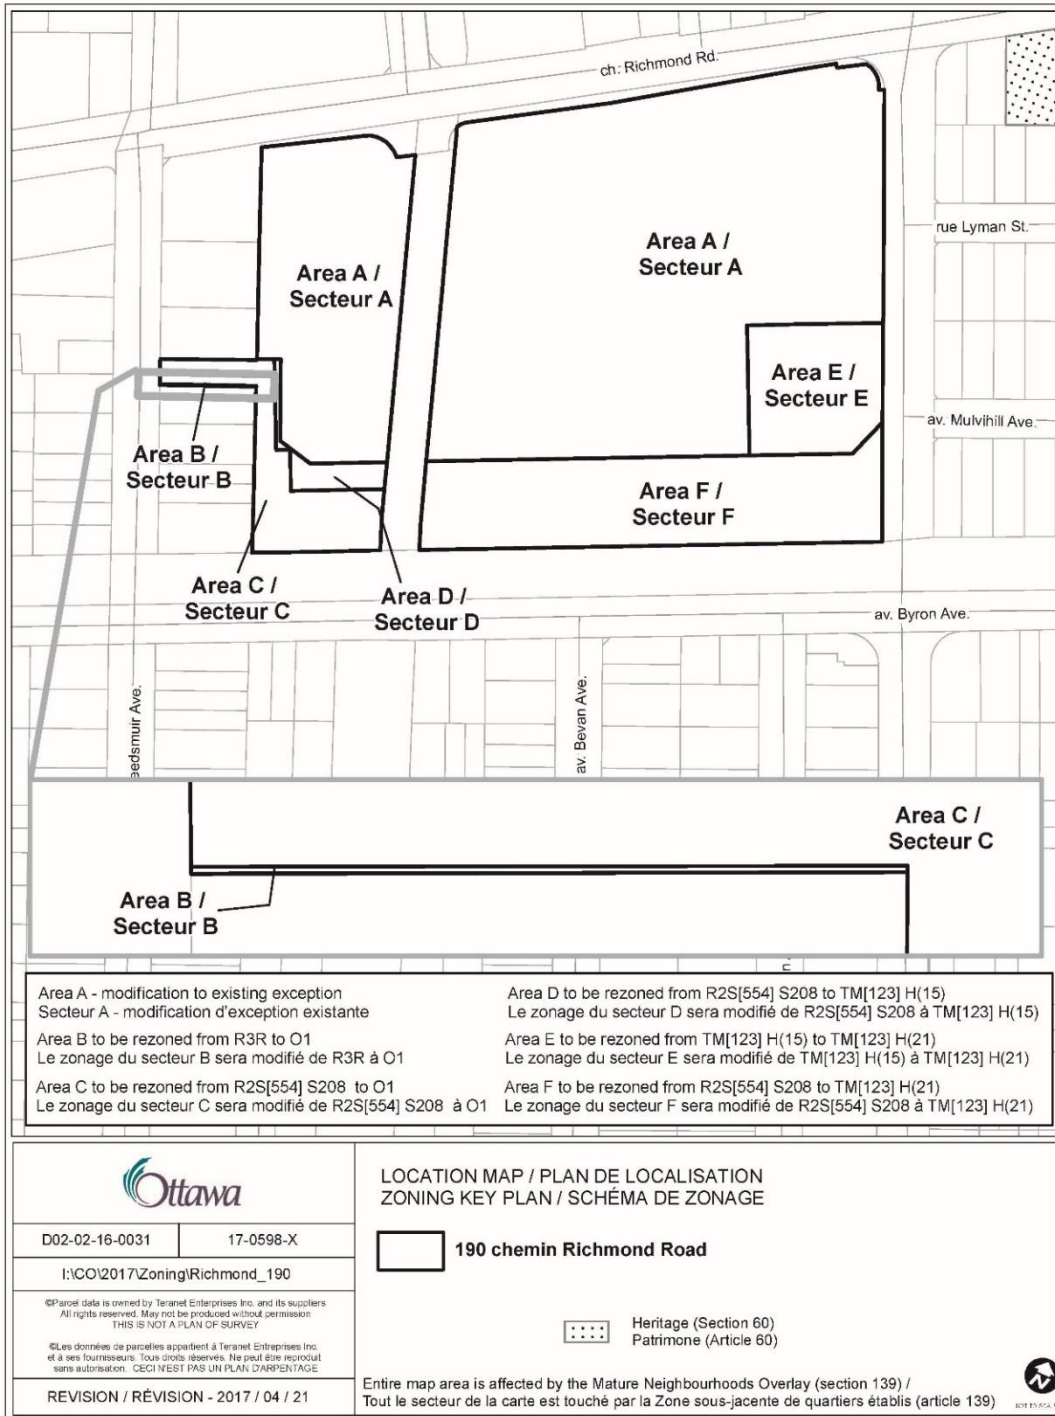 ch. Richmond Rd.
rue Lyman St.
Area A /
Secteur A
Area A /
Secteur A
Area E /
Secteur E
av. Mulvihill Ave.
Area B /
Secteur B
Area F /
Secteur F
Area C /
Secteur C
Area D /
Secteur D
av. Byron Ave.
edsmuir Ave.
av. Bevan Ave.
Area C /
Secteur C
Area B /
Secteur B
Area A - modification to existing exception
Secteur A - modification d'exception existante
Area B to be rezoned from R3R to O1
Le zonage du secteur B sera modifié de R3R à O1
Area C to be rezoned from R2S[554] S208 to O1
Le zonage du secteur C sera modifié de R2S[554] S208 à O1
Area D to be rezoned from R2S[554] S208 to TM[123] H(15)
Le zonage du secteur D sera modifié de R2S[554] S208 à TM[123] H(15)
Area E to be rezoned from TM[123] H(15) to TM[123] H(21)
Le zonage du secteur E sera modifié de TM[123] H(15) à TM[123] H(21)
Area F to be rezoned from R2S[554] S208 to TM[123] H(21)
Le zonage du secteur F sera modifié de R2S[554] S208 à TM[123] H(21)
Ottawa
D02-02-16-0031
17-0598-X
I:\CO\2017\Zoning\Richmond_190
©Parcel data is owned by Teranet Enterprises Inc. and its suppliers
All rights reserved. May not be produced without permission
THIS IS NOT A PLAN OF SURVEY
©Les données de parcelles appartient à Teranet Entreprises Inc.
et à ses fournisseurs. Tous droits réservés. Ne peut être reproduit
sans autorisation. CECI N'EST PAS UN PLAN D'ARPENTAGE
REVISION / RÉVISION - 2017 / 04 / 21
LOCATION MAP / PLAN DE LOCALISATION
ZONING KEY PLAN / SCHÉMA DE ZONAGE
190 chemin Richmond Road
Heritage (Section 60)
Patrimone (Article 60)
Entire map area is affected by the Mature Neighbourhoods Overlay (section 139) /
Tout le secteur de la carte est touché par la Zone sous-jacente de quartiers établis (article 139)
N
NOT TO SCALE